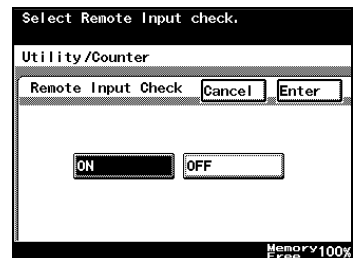 Select Remote Input check.
Utility/Counter
Remote Input Check Cancel Enter
ON OFF
Memory 100%
Free